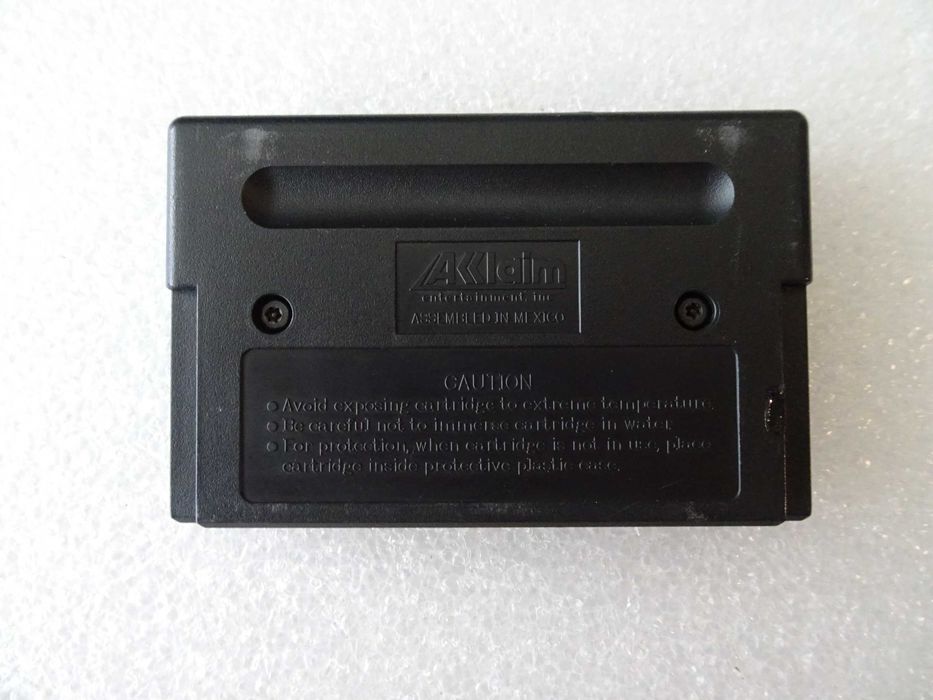 AKKlaim
entertainment, inc.
ASSEMBLED IN MEXICO
CAUTION
• Avoid exposing cartridge to extreme temperature.
• Be careful not to immerse cartridge in water.
• For protection, when cartridge is not in use, place
cartridge inside protective plastic case.